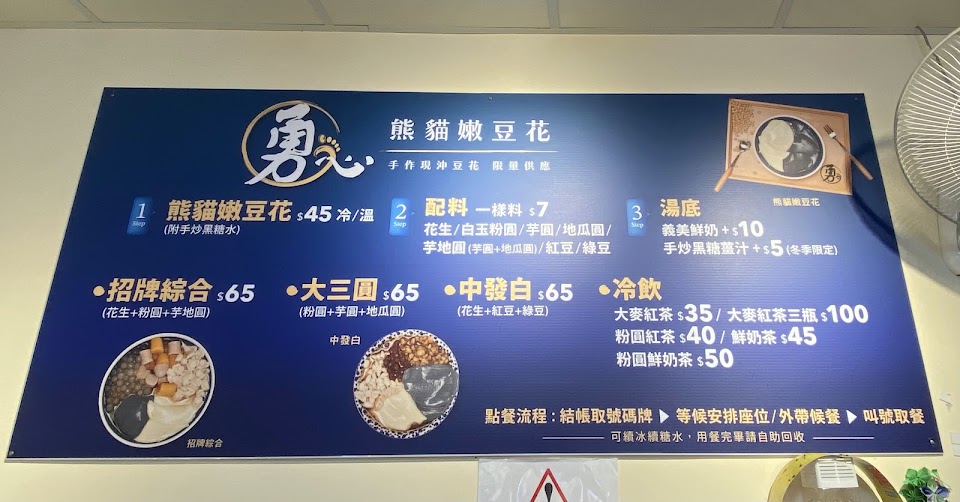 勇心
熊貓嫩豆花
手作現沖豆花 限量供應
勇心
熊貓嫩豆花
1 Step
熊貓嫩豆花 $45 冷/溫
(附手炒黑糖水)
2 Step
配料 一樣料 $7
花生/白玉粉圓/芋圓/地瓜圓/
芋地圓(芋圓+地瓜圓)/紅豆/綠豆
3 Step
湯底
義美鮮奶+$10
手炒黑糖薑汁+$5(冬季限定)
•招牌綜合 $65
(花生+粉圓+芋地圓)
招牌綜合
•大三圓 $65
(粉圓+芋圓+地瓜圓)
•中發白 $65
(花生+紅豆+綠豆)
中發白
•冷飲
大麥紅茶 $35/ 大麥紅茶三瓶 $100
粉圓紅茶 $40/ 鮮奶茶 $45
粉圓鮮奶茶 $50
點餐流程:結帳取號碼牌 ▶ 等候安排座位/外帶候餐 ▶ 叫號取餐
可續冰續糖水,用餐完畢請自助回收